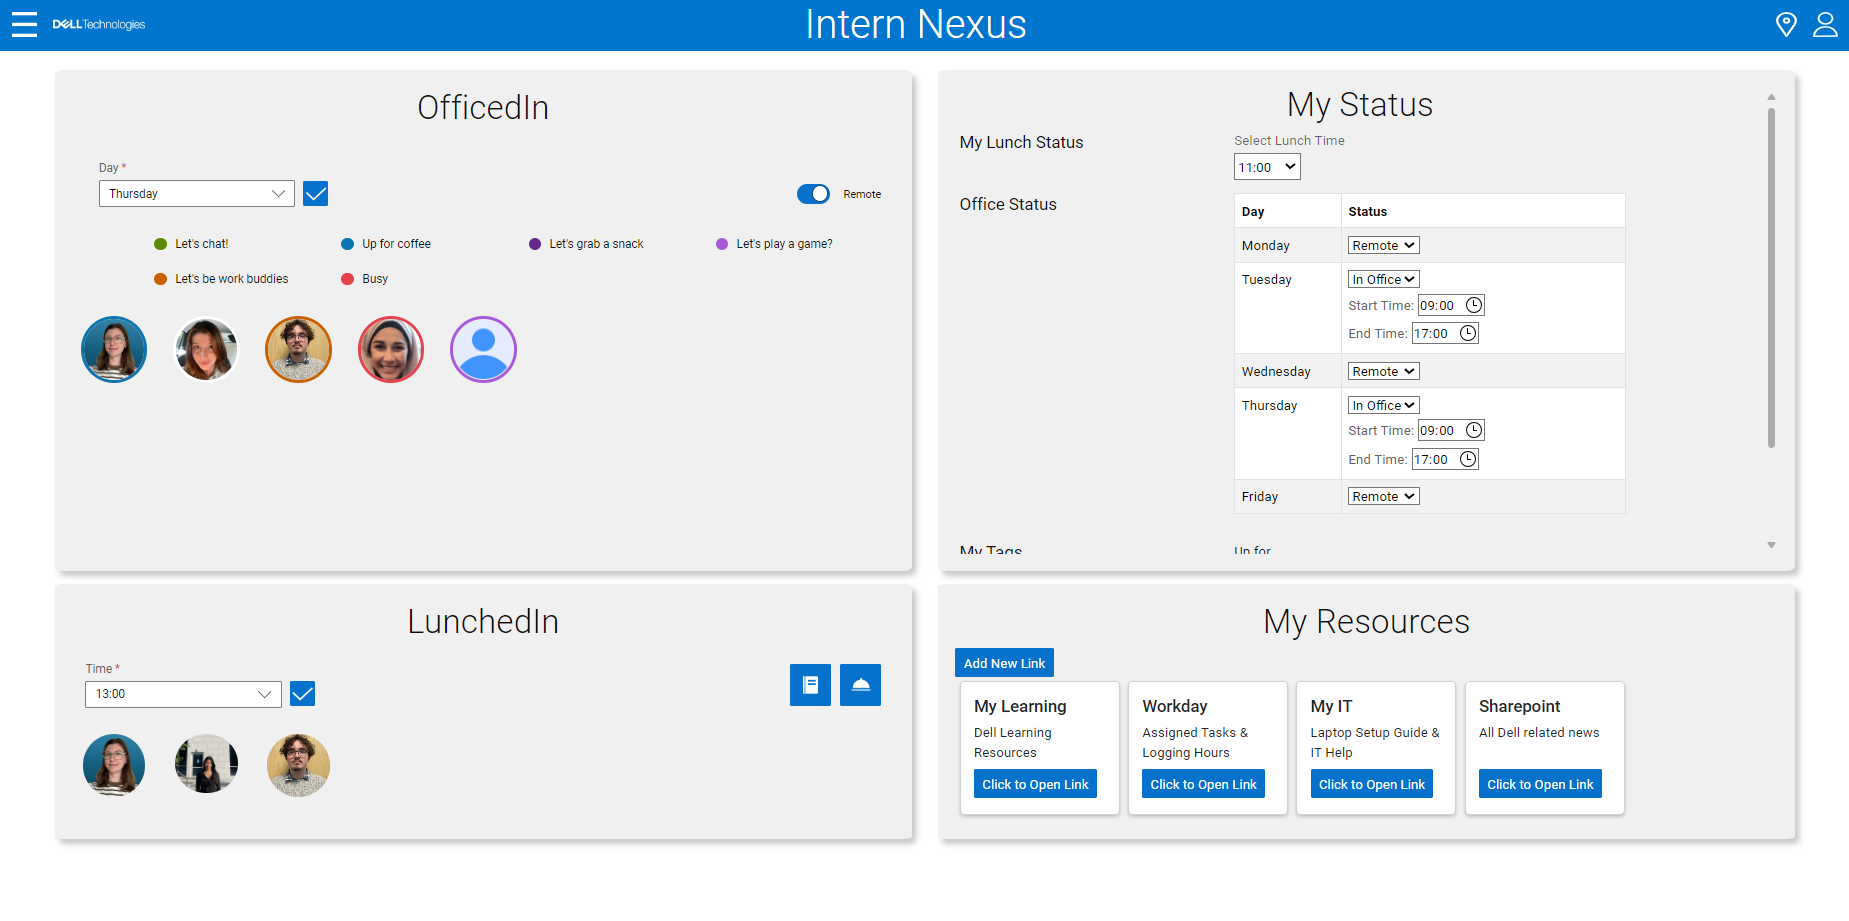 DELLTechnologies
Intern Nexus
OfficedIn
Day *
Thursday
Remote
Let's chat!
Up for coffee
Let's grab a snack
Let's play a game?
Let's be work buddies
Busy
My Status
My Lunch Status
Select Lunch Time
11:00
Office Status
Day Status
Monday Remote
Tuesday In Office
Start Time: 09:00
End Time: 17:00
Wednesday Remote
Thursday In Office
Start Time: 09:00
End Time: 17:00
Friday Remote
My Tags
Up for
LunchedIn
Time *
13:00
My Resources
Add New Link
My Learning
Dell Learning
Resources
Click to Open Link
Workday
Assigned Tasks &
Logging Hours
Click to Open Link
My IT
Laptop Setup Guide &
IT Help
Click to Open Link
Sharepoint
All Dell related news
Click to Open Link